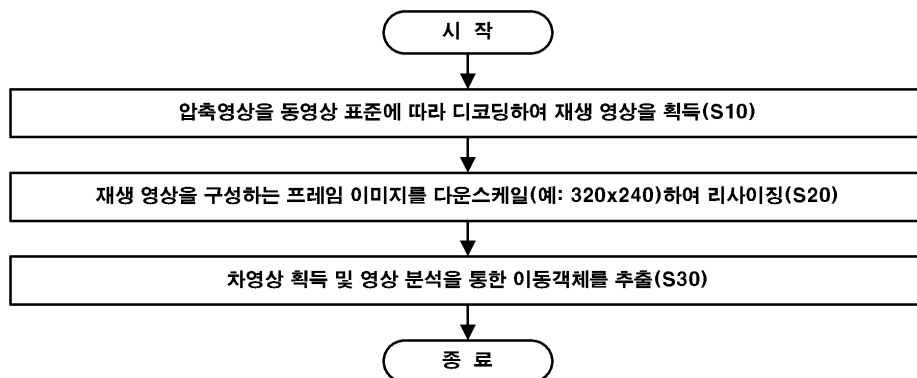 시 작
압축영상을 동영상 표준에 따라 디코딩하여 재생 영상을 획득(S10)
재생 영상을 구성하는 프레임 이미지를 다운스케일(예: 320x240)하여 리사이징(S20)
차영상 획득 및 영상 분석을 통한 이동객체를 추출(S30)
종 료